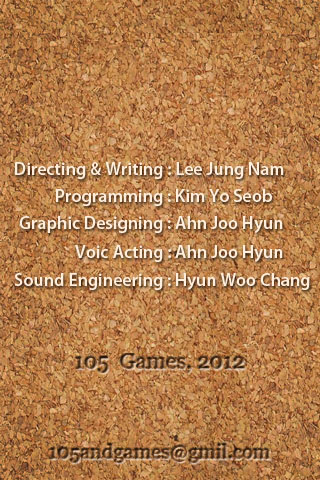 Directing & Writing : Lee Jung Nam
Programming : Kim Yo Seob
Graphic Designing : Ahn Joo Hyun
Voic Acting : Ahn Joo Hyun
Sound Engineering : Hyun Woo Chang
105 Games, 2012
105andgames@gmil.com